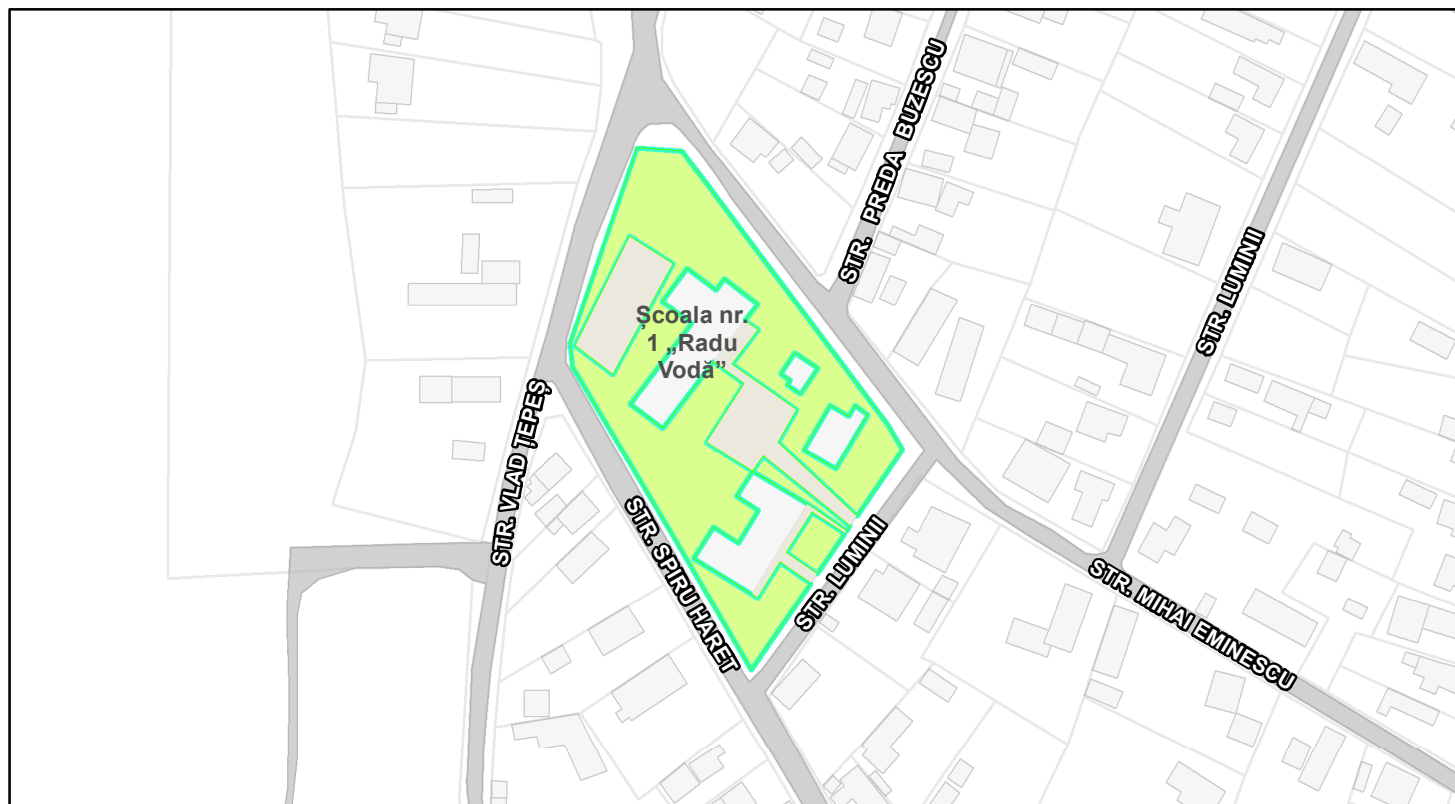 STR. PREDA BUZESCU
STR. LUMINII
Școala nr.
1 „Radu
Vodă”
STR. VLAD ȚEPEȘ
STR. SPIRU HARET
STR. LUMINII
STR. MIHAI EMINESCU